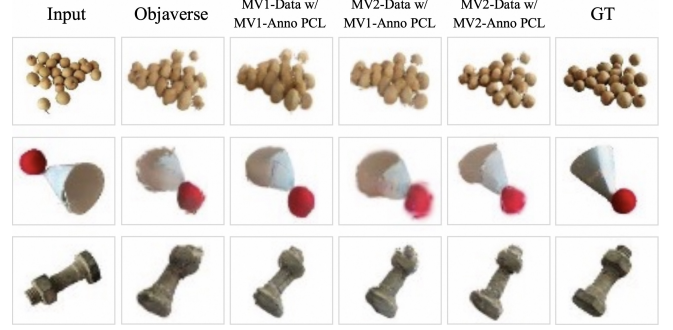 Input
Objaverse
MV1-Data w/
MV1-Anno PCL
MV2-Data w/
MV1-Anno PCL
MV2-Data w/
MV2-Anno PCL
GT